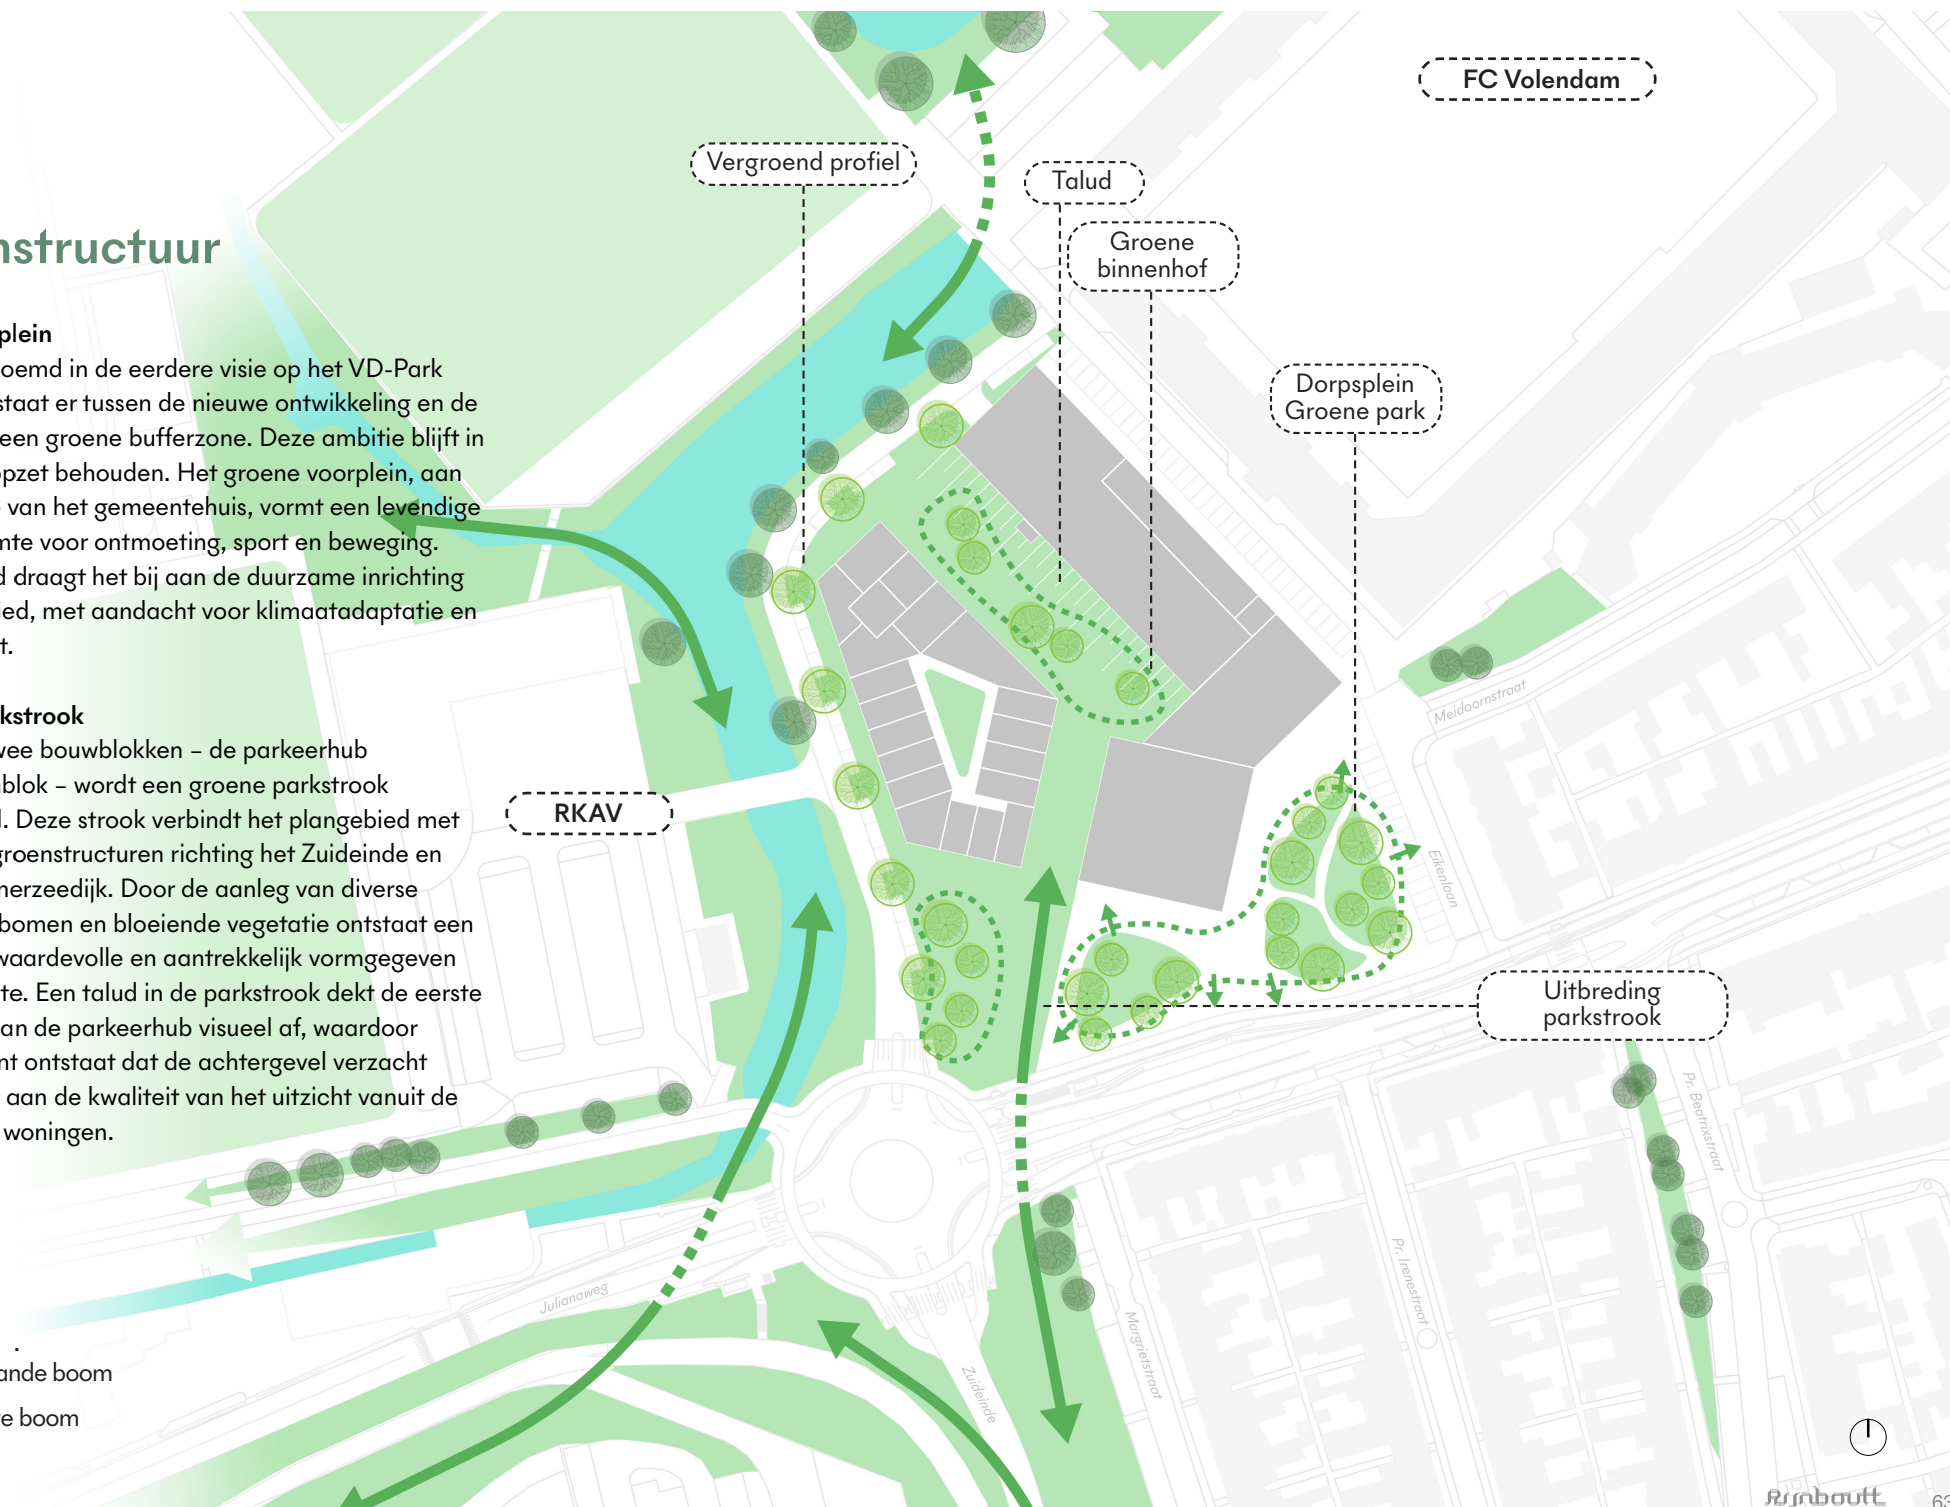 nstructuur
plein
oemd in de eerdere visie op het VD-Park
staat er tussen de nieuwe ontwikkeling en de
een groene bufferzone. Deze ambitie blijft in
opzet behouden. Het groene voorplein, aan
van het gemeentehuis, vormt een levendige
mte voor ontmoeting, sport en beweging.
d draagt het bij aan de duurzame inrichting
ied, met aandacht voor klimaatadaptatie en
t.
kstrook
wee bouwblokken – de parkeerhub
nblok – wordt een groene parkstrook
d. Deze strook verbindt het plangebied met
groenstructuren richting het Zuideinde en
merzeedijk. Door de aanleg van diverse
bomen en bloeiende vegetatie ontstaat een
waardevolle en aantrekkelijk vormgegeven
te. Een talud in de parkstrook dekt de eerste
an de parkeerhub visueel af, waardoor
nt ontstaat dat de achtergevel verzacht
aan de kwaliteit van het uitzicht vanuit de
woningen.
ande boom
e boom
FC Volendam
Vergroend profiel
Talud
Groene
binnenhof
Dorpsplein
Groene park
RKAV
Uitbreding
parkstrook
Meidoornstraat
Eikenlaan
Pr. Beatrixstraat
Pr. Irenestraat
Margrietstraat
Zuideinde
Julianaweg
Rijnboutt